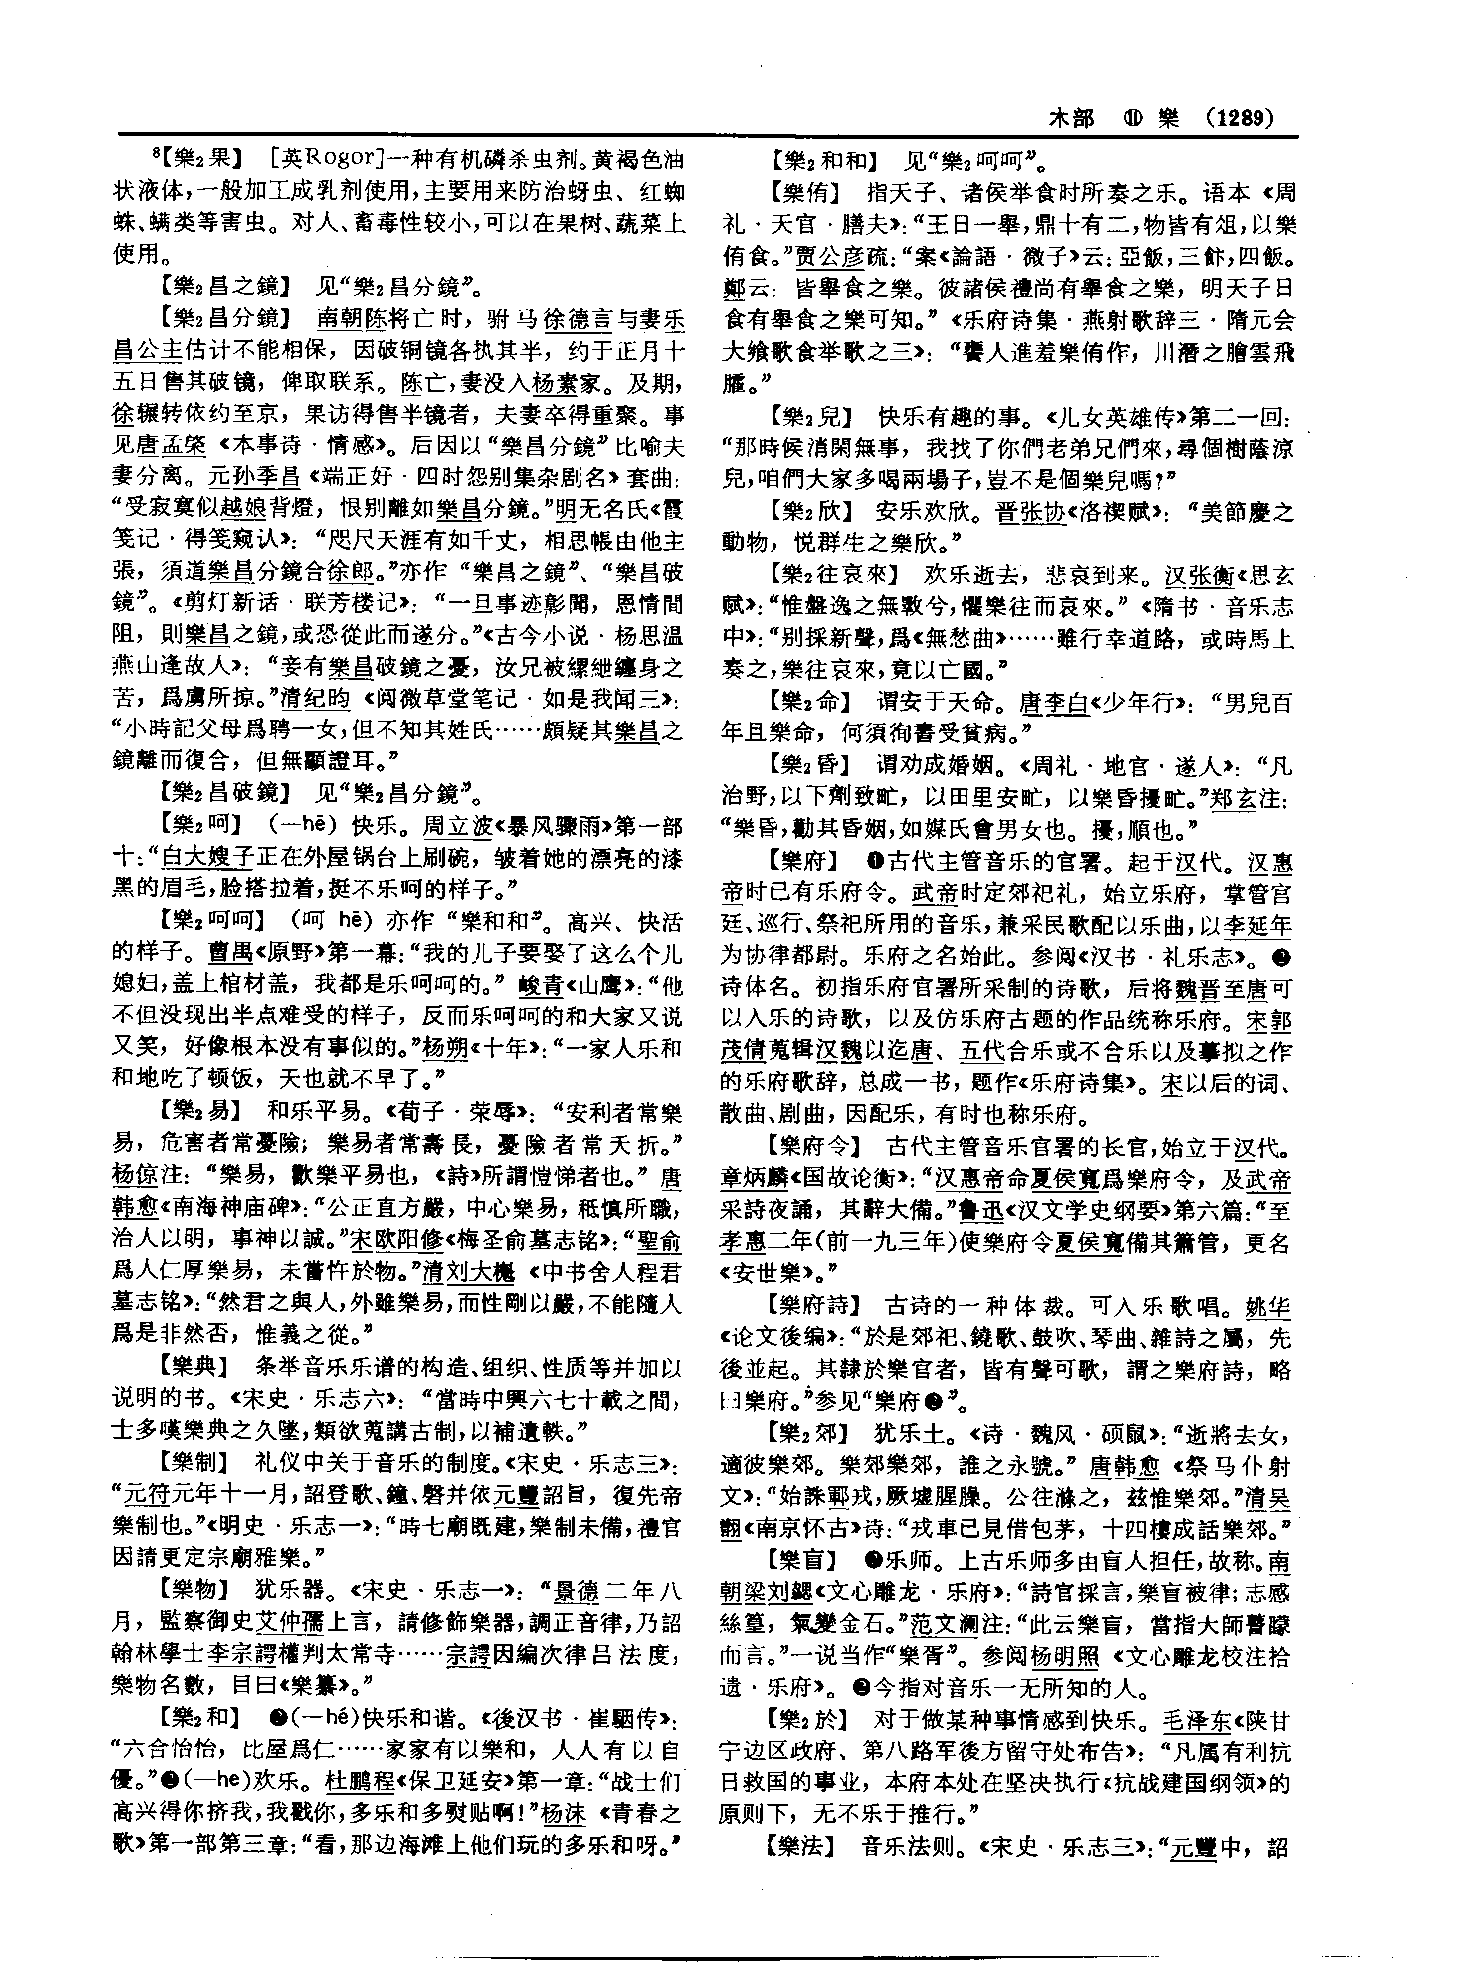 木部 ⑪ 樂 (1289)
⁸【樂₂果】 [英Rogor]一种有机磷杀虫剂。黄褐色油
状液体，一般加工成乳剂使用，主要用来防治蚜虫、红蜘
蛛、螨类等害虫。对人、畜毒性较小，可以在果树、蔬菜上
使用。
【樂₂昌之鏡】 见“樂₂昌分鏡”。
【樂₂昌分鏡】 南朝陈将亡时，驸马徐德言与妻乐
昌公主估计不能相保，因破铜镜各执其半，约于正月十
五日售其破镜，俾取联系。陈亡，妻没入杨素家。及期，
徐辗转依约至京，果访得售半镜者，夫妻卒得重聚。事
见唐孟棨《本事诗·情感》。后因以“樂昌分鏡”比喻夫
妻分离。元孙季昌《端正好·四时怨别集杂剧名》套曲：
“受寂寞似越娘背燈，恨别離如樂昌分鏡。”明无名氏《霞
笺记·得笺窥认》：“咫尺天涯有如千丈，相思帳由他主
張，須道樂昌分鏡合徐郎。”亦作“樂昌之鏡”、“樂昌破
鏡”。《剪灯新话·联芳楼记》：“一旦事迹彰聞，恩情間
阻，則樂昌之鏡，或恐從此而遂分。”《古今小说·杨思温
燕山逢故人》：“妾有樂昌破鏡之憂，汝兄被縲紲纏身之
苦，爲虜所掠。”清纪昀《阅微草堂笔记·如是我闻三》：
“小時記父母爲聘一女，但不知其姓氏……頗疑其樂昌之
鏡離而復合，但無顯證耳。”
【樂₂昌破鏡】 见“樂₂昌分鏡”。
【樂₂呵】 (—hē) 快乐。周立波《暴风骤雨》第一部
十：“白大嫂子正在外屋锅台上刷碗，皱着她的漂亮的漆
黑的眉毛，脸搭拉着，挺不乐呵的样子。”
【樂₂呵呵】 (呵 hē) 亦作“樂和和”。高兴、快活
的样子。曹禺《原野》第一幕：“我的儿子要娶了这么个儿
媳妇，盖上棺材盖，我都是乐呵呵的。”峻青《山鹰》：“他
不但没现出半点难受的样子，反而乐呵呵的和大家又说
又笑，好像根本没有事似的。”杨朔《十年》：“一家人乐和
和地吃了顿饭，天也就不早了。”
【樂₂易】 和乐平易。《荀子·荣辱》：“安利者常樂
易，危害者常憂險；樂易者常壽長，憂險者常夭折。”
杨倞注：“樂易，歡樂平易也，《詩》所謂愷悌者也。”唐
韩愈《南海神庙碑》：“公正直方嚴，中心樂易，秪慎所職，
治人以明，事神以誠。”宋欧阳修《梅圣俞墓志铭》：“聖俞
爲人仁厚樂易，未嘗忤於物。”清刘大櫆《中书舍人程君
墓志铭》：“然君之與人，外雖樂易，而性剛以嚴，不能隨人
爲是非然否，惟義之從。”
【樂典】 条举音乐乐谱的构造、组织、性质等并加以
说明的书。《宋史·乐志六》：“當時中興六七十載之間，
士多嘆樂典之久墜，類欲蒐講古制，以補遺軼。”
【樂制】 礼仪中关于音乐的制度。《宋史·乐志三》：
“元符元年十一月，詔登歌、鐘、磬并依元豐詔旨，復先帝
樂制也。”《明史·乐志一》：“時七廟既建，樂制未備，禮官
因請更定宗廟雅樂。”
【樂物】 犹乐器。《宋史·乐志一》：“景德二年八
月，監察御史艾仲孺上言，請修飾樂器，調正音律，乃詔
翰林學士李宗諤權判太常寺……宗諤因编次律吕法度，
樂物名數，目曰《樂纂》。”
【樂₂和】 ❶(—hé)快乐和谐。《後汉书·崔駰传》：
“六合怡怡，比屋爲仁……家家有以樂和，人人有以自
優。”❷(—he)欢乐。杜鹏程《保卫延安》第一章：“战士们
高兴得你挤我，我戳你，多乐和多熨贴啊！”杨沫《青春之
歌》第一部第三章：“看，那边海滩上他们玩的多乐和呀。”
【樂₂和和】 见“樂₂呵呵”。
【樂侑】 指天子、诸侯举食时所奏之乐。语本《周
礼·天官·膳夫》：“王日一舉，鼎十有二，物皆有俎，以樂
侑食。”贾公彦疏：“案《論語·微子》云：亞飯，三飰，四飯。
鄭云：皆舉食之樂。彼諸侯禮尚有舉食之樂，明天子日
食有舉食之樂可知。”《乐府诗集·燕射歌辞三·隋元会
大飨歌食举歌之三》：“饔人進羞樂侑作，川潛之膾雲飛
臛。”
【樂₂兒】 快乐有趣的事。《儿女英雄传》第二一回：
“那時候消閑無事，我找了你們老弟兄們來，尋個樹蔭涼
兒，咱們大家多喝兩場子，豈不是個樂兒嗎？”
【樂₂欣】 安乐欢欣。晋张协《洛禊赋》：“美節慶之
動物，悦群生之樂欣。”
【樂₂往哀來】 欢乐逝去，悲哀到来。汉张衡《思玄
赋》：“惟盤逸之無斁兮，懼樂往而哀來。”《隋书·音乐志
中》：“别採新聲，爲《無愁曲》……雖行幸道路，或時馬上
奏之，樂往哀來，竟以亡國。”
【樂₂命】 谓安于天命。唐李白《少年行》：“男兒百
年且樂命，何須徇書受貧病。”
【樂₂昏】 谓劝成婚姻。《周礼·地官·遂人》：“凡
治野，以下劑致甿，以田里安甿，以樂昏擾甿。”郑玄注：
“樂昏，勸其昏姻，如媒氏會男女也。擾，順也。”
【樂府】 ❶古代主管音乐的官署。起于汉代。汉惠
帝时已有乐府令。武帝时定郊祀礼，始立乐府，掌管宫
廷、巡行、祭祀所用的音乐，兼采民歌配以乐曲，以李延年
为协律都尉。乐府之名始此。参阅《汉书·礼乐志》。❷
诗体名。初指乐府官署所采制的诗歌，后将魏晋至唐可
以入乐的诗歌，以及仿乐府古题的作品统称乐府。宋郭
茂倩蒐辑汉魏以迄唐、五代合乐或不合乐以及摹拟之作
的乐府歌辞，总成一书，题作《乐府诗集》。宋以后的词、
散曲、剧曲，因配乐，有时也称乐府。
【樂府令】 古代主管音乐官署的长官，始立于汉代。
章炳麟《国故论衡》：“汉惠帝命夏侯寬爲樂府令，及武帝
采詩夜誦，其辭大備。”鲁迅《汉文学史纲要》第六篇：“至
孝惠二年(前一九三年)使樂府令夏侯寬備其簫管，更名
《安世樂》。”
【樂府詩】 古诗的一种体裁。可入乐歌唱。姚华
《论文後编》：“於是郊祀、鐃歌、鼓吹、琴曲、雜詩之屬，先
後並起。其隸於樂官者，皆有聲可歌，謂之樂府詩，略
曰樂府。”参见“樂府❷”。
【樂₂郊】 犹乐土。《诗·魏风·硕鼠》：“逝將去女，
適彼樂郊。樂郊樂郊，誰之永號。”唐韩愈《祭马仆射
文》：“始誅鄆戎，厥墟腥臊。公往滌之，兹惟樂郊。”清吴
翻《南京怀古》诗：“戎車已見借包茅，十四樓成話樂郊。”
【樂盲】 ❶乐师。上古乐师多由盲人担任，故称。南
朝梁刘勰《文心雕龙·乐府》：“詩官採言，樂盲被律；志感
絲篁，氣變金石。”范文澜注：“此云樂盲，當指大師瞽矇
而言。”一说当作“樂胥”。参阅杨明照《文心雕龙校注拾
遗·乐府》。❷今指对音乐一无所知的人。
【樂₂於】 对于做某种事情感到快乐。毛泽东《陕甘
宁边区政府、第八路军後方留守处布告》：“凡属有利抗
日救国的事业，本府本处在坚决执行《抗战建国纲领》的
原则下，无不乐于推行。”
【樂法】 音乐法则。《宋史·乐志三》：“元豐中，詔